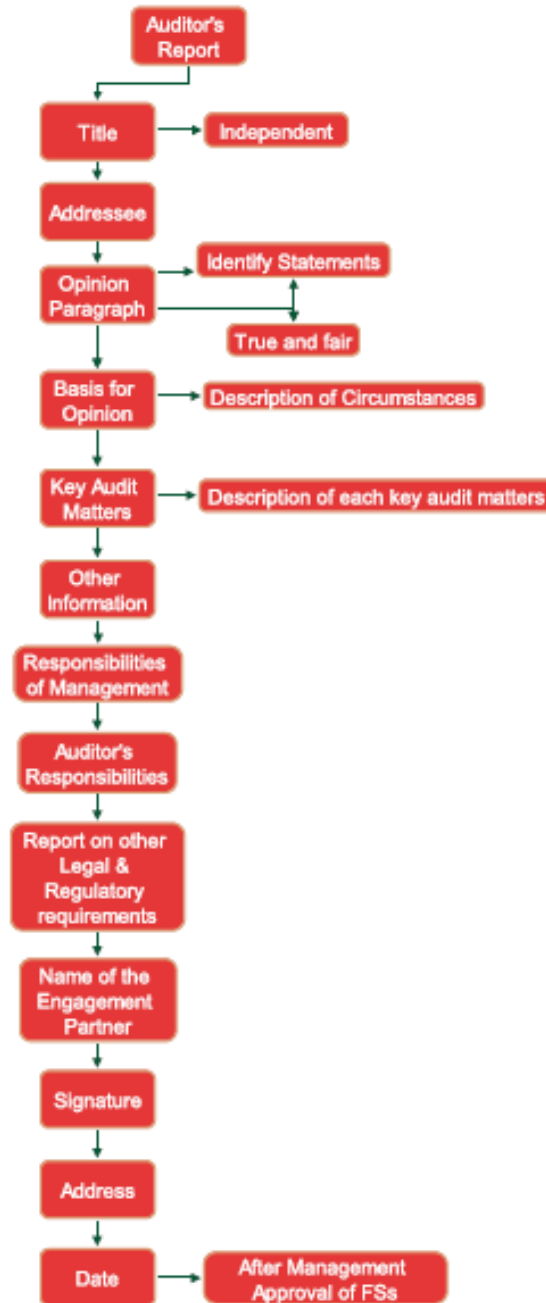 Auditor's
Report
Title
Independent
Addressee
Identify Statements
Opinion
Paragraph
True and fair
Basis for
Opinion
Description of Circumstances
Key Audit
Matters
Description of each key audit matters
Other
Information
Responsibilities
of Management
Auditor's
Responsibilities
Report on other
Legal &
Regulatory
requirements
Name of the
Engagement
Partner
Signature
Address
Date
After Management
Approval of FSs